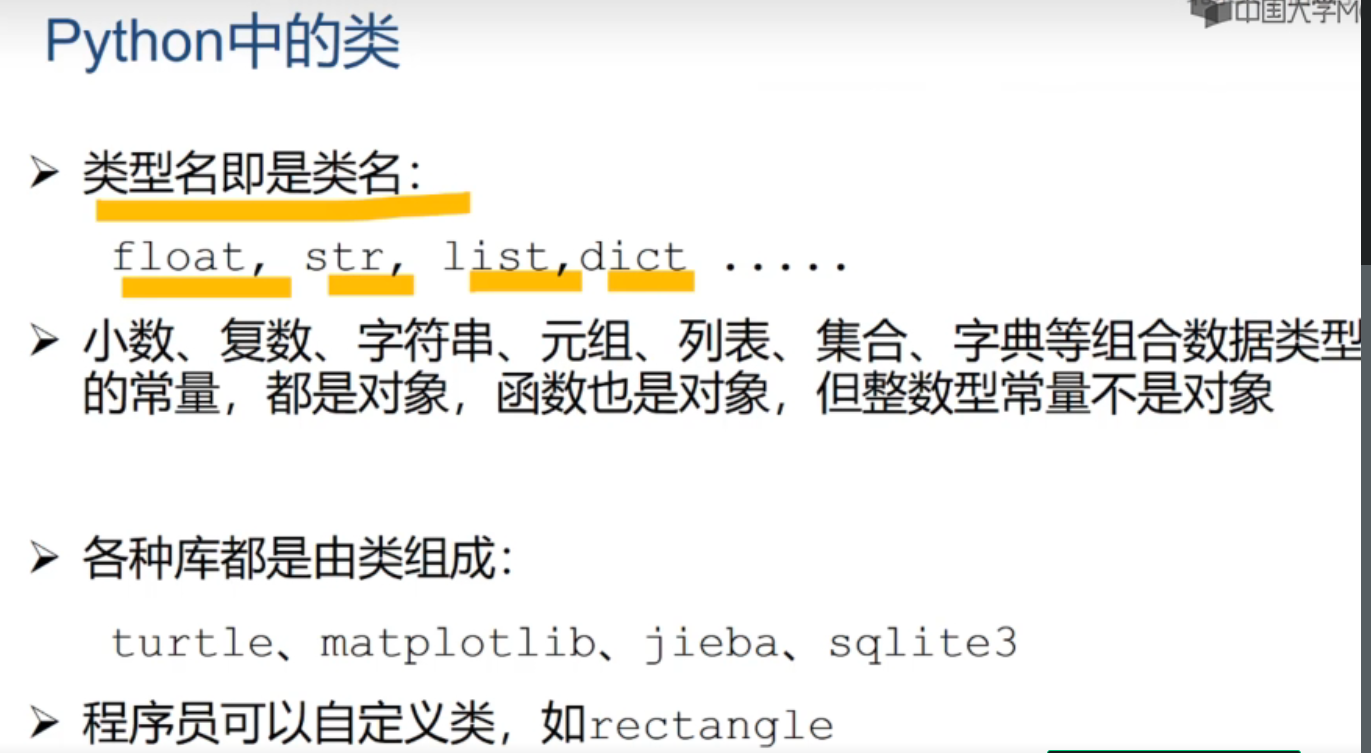 中国大学M
Python中的类
➢ 类型名即是类名：
float, str, list,dict .....
➢ 小数、复数、字符串、元组、列表、集合、字典等组合数据类型
的常量，都是对象，函数也是对象，但整数型常量不是对象
➢ 各种库都是由类组成：
turtle、matplotlib、jieba、sqlite3
➢ 程序员可以自定义类，如rectangle